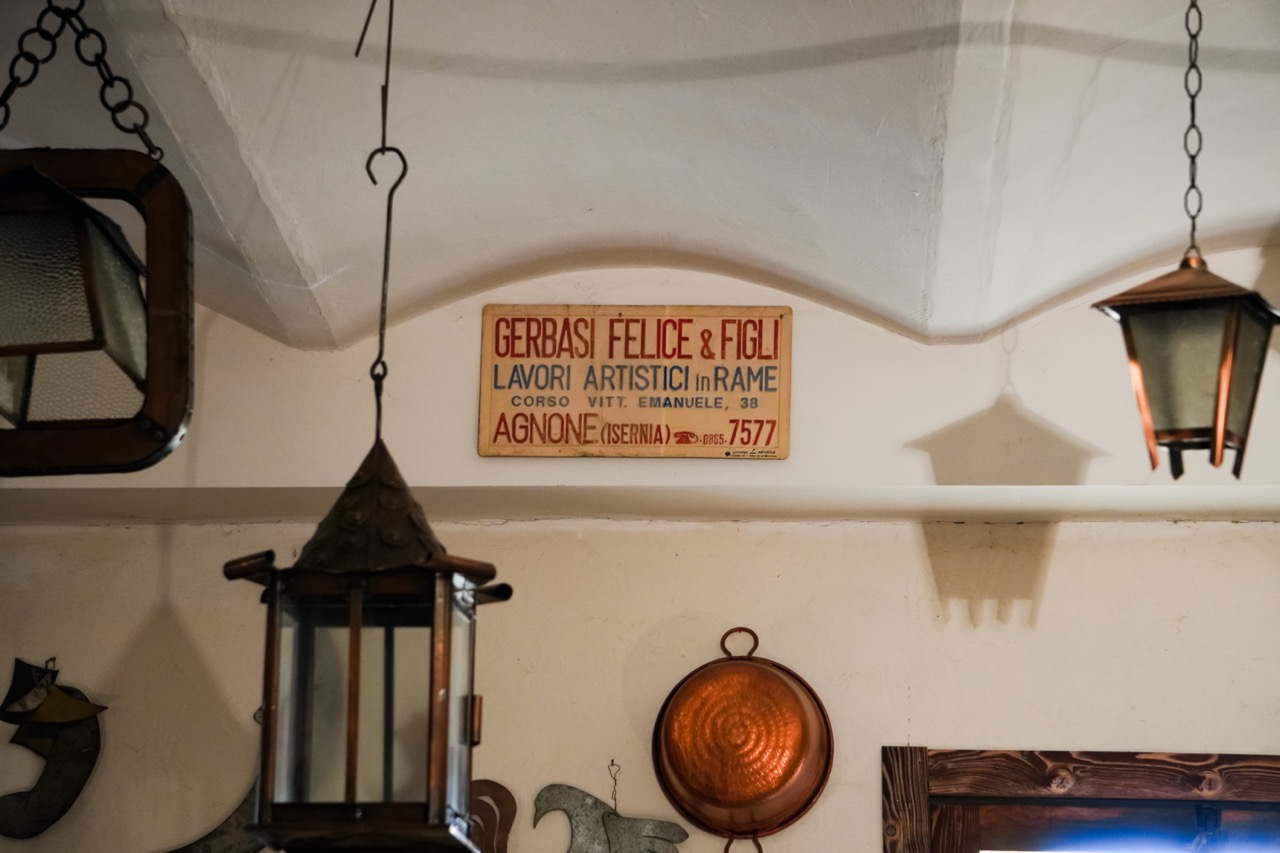 GERBASI FELICE & FIGLI
LAVORI ARTISTICI in RAME
CORSO VITT. EMANUELE, 38
AGNONE (ISERNIA) ☎.0865.7577